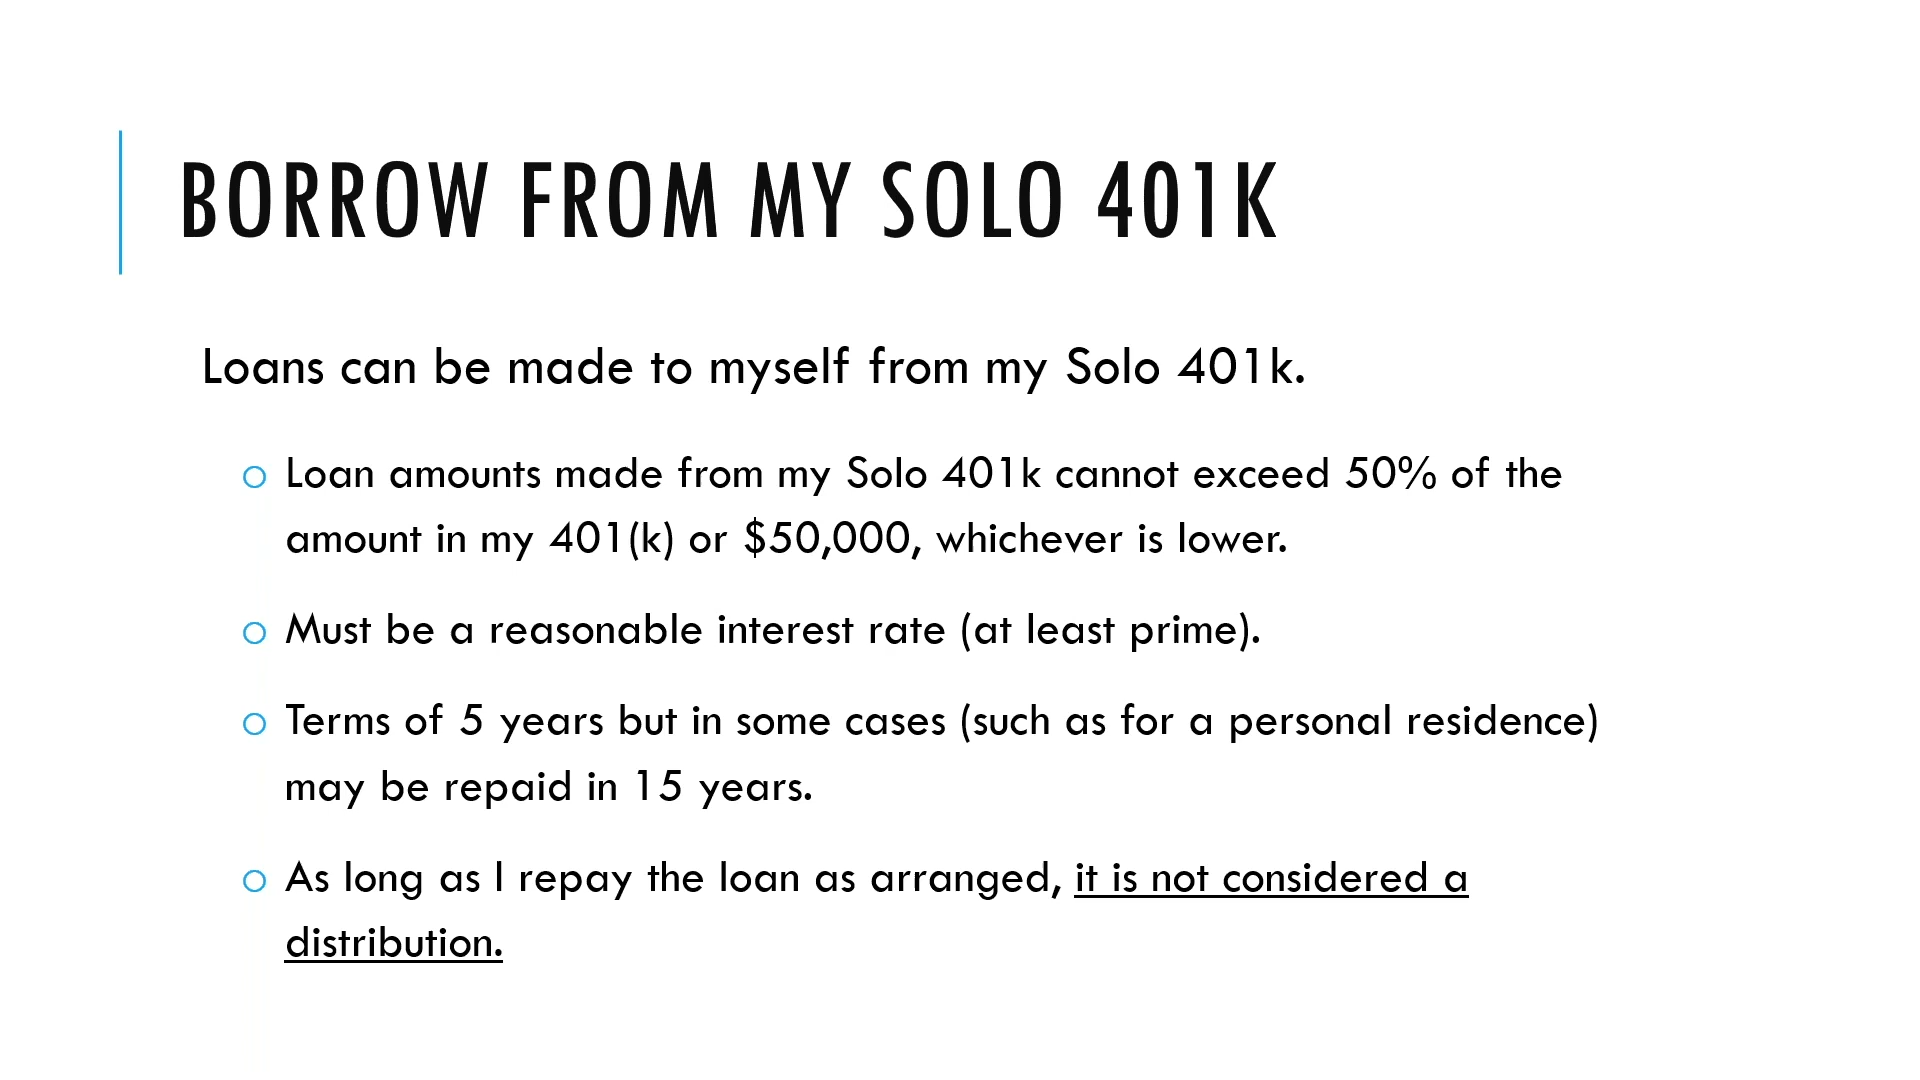 BORROW FROM MY SOLO 401K
Loans can be made to myself from my Solo 401k.
o Loan amounts made from my Solo 401k cannot exceed 50% of the
amount in my 401(k) or $50,000, whichever is lower.
o Must be a reasonable interest rate (at least prime).
o Terms of 5 years but in some cases (such as for a personal residence)
may be repaid in 15 years.
o As long as I repay the loan as arranged, it is not considered a
distribution.